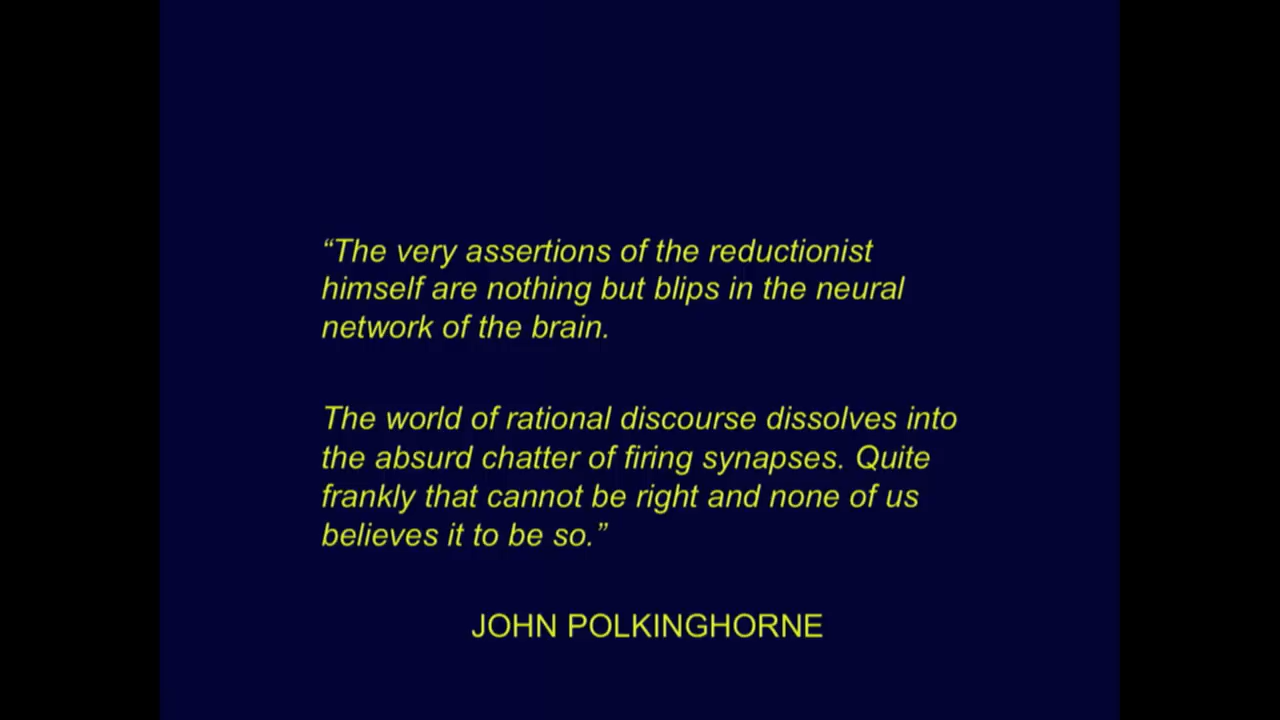 “The very assertions of the reductionist
himself are nothing but blips in the neural
network of the brain.
The world of rational discourse dissolves into
the absurd chatter of firing synapses. Quite
frankly that cannot be right and none of us
believes it to be so.”
JOHN POLKINGHORNE